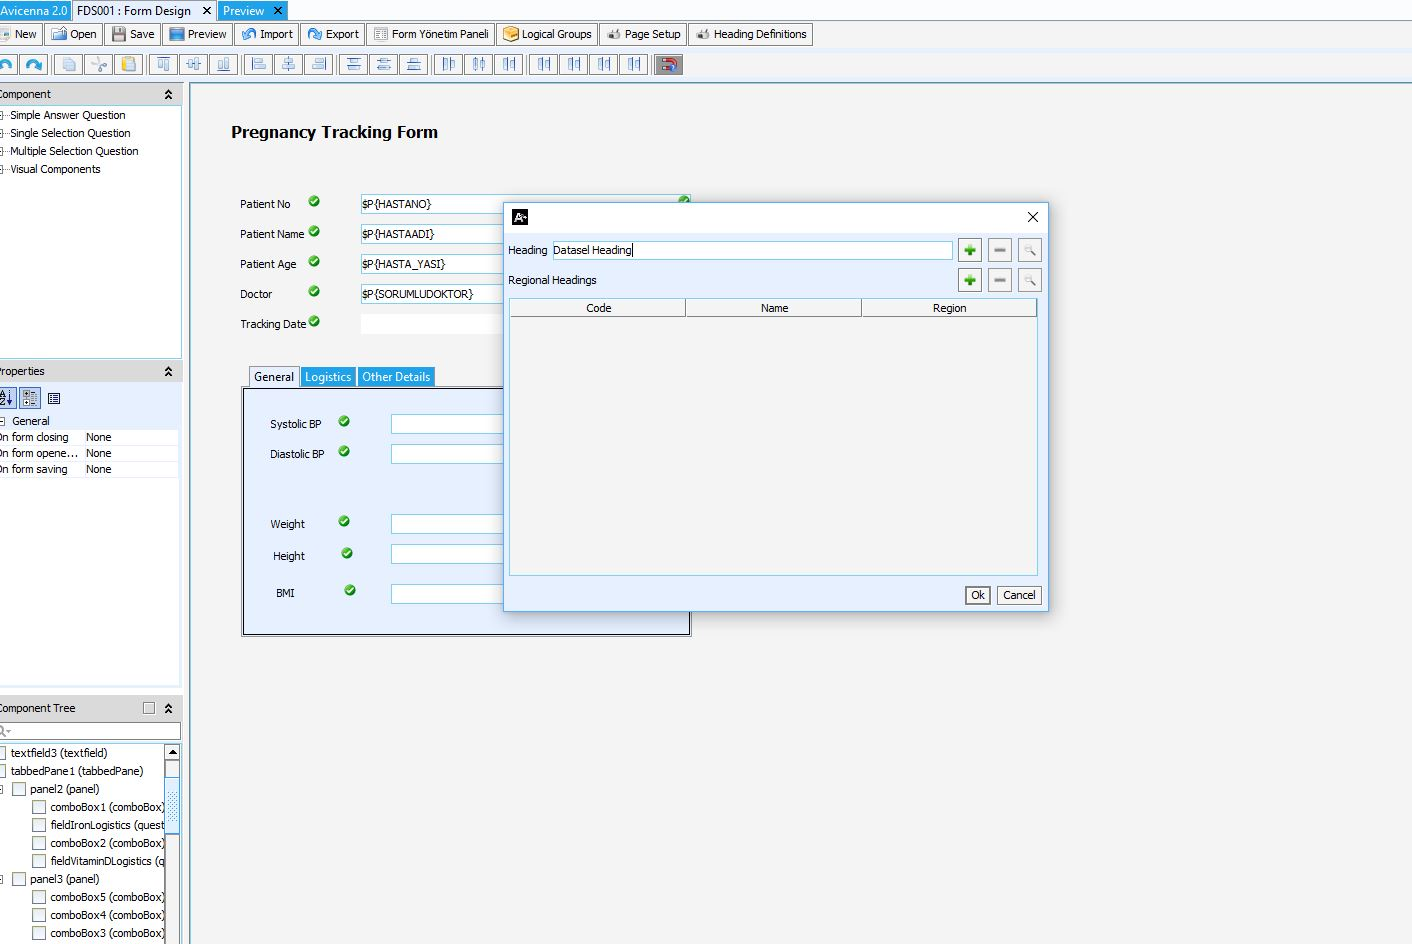 Avicenna 2.0 FDS001 : Form Design Preview
New Open Save Preview Import Export Form Yönetim Paneli Logical Groups Page Setup Heading Definitions
Component
Simple Answer Question
Single Selection Question
Multiple Selection Question
Visual Components
Properties
General
On form closing None
On form opene... None
On form saving None
Component Tree
textfield3 (textfield)
tabbedPane1 (tabbedPane)
panel2 (panel)
comboBox1 (comboBox)
fieldIronLogistics (quest
comboBox2 (comboBox)
fieldVitaminDLogistics (q
panel3 (panel)
comboBox5 (comboBox)
comboBox4 (comboBox)
comboBox3 (comboBox)
Pregnancy Tracking Form
Patient No $P{HASTANO}
Patient Name $P{HASTAADI}
Patient Age $P{HASTA_YASI}
Doctor $P{SORUMLUDOKTOR}
Tracking Date
General Logistics Other Details
Systolic BP
Diastolic BP
Weight
Height
BMI
Heading Datasel Heading
Regional Headings
Code Name Region
Ok Cancel